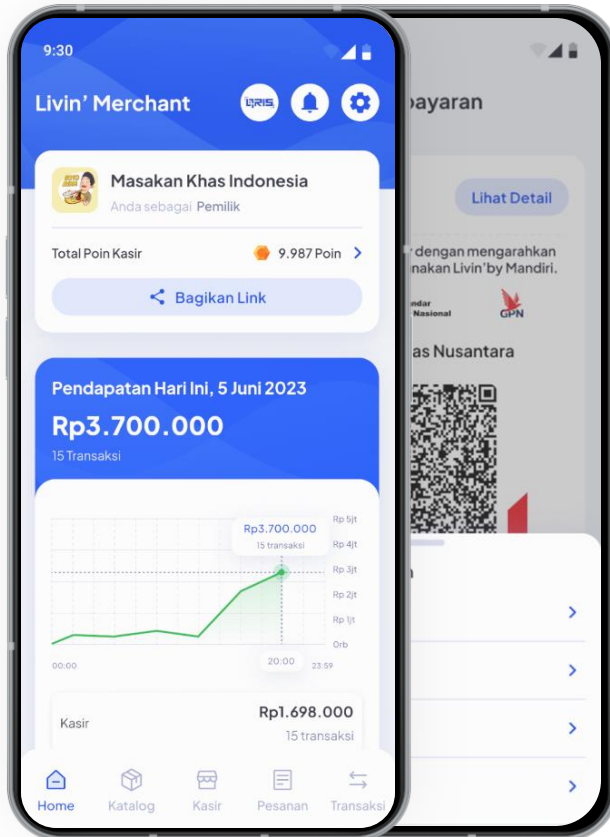 9:30
Livin' Merchant
QRIS
Masakan Khas Indonesia
Anda sebagai Pemilik
Total Poin Kasir
9.987 Poin
Bagikan Link
Pendapatan Hari Ini, 5 Juni 2023
Rp3.700.000
15 Transaksi
Rp3.700.000
15 transaksi
Rp 5jt
Rp 4jt
Rp 3jt
Rp 2jt
Rp 1jt
0rb
00:00
20:00
23:59
Kasir
Rp1.698.000
15 transaksi
Home
Katalog
Kasir
Pesanan
Transaksi
Lihat Detail
dengan mengarahkan
Livin'by Mandiri.
Nasional
GPN
Nusantara